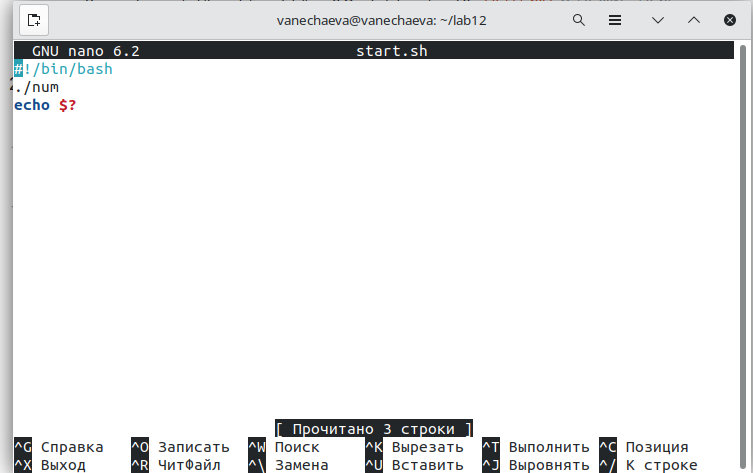 vanechaeva@vanechaeva: ~/lab12
GNU nano 6.2 start.sh
#!/bin/bash
./num
echo $?
[ Прочитано 3 строки ]
^G Справка ^O Записать ^W Поиск ^K Вырезать ^T Выполнить ^C Позиция
^X Выход ^R ЧитФайл ^\ Замена ^U Вставить ^J Выровнять ^/ К строке